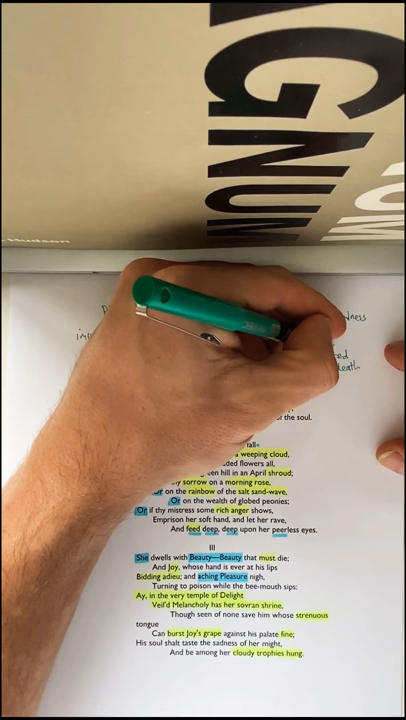 GNUM
Hudson
ness
eath
r the soul.
fall
a weeping cloud,
ded flowers all,
en hill in April shroud;
sorrow on a morning rose,
Or on the rainbow of the salt sand-wave,
Or on the wealth of globed peonies;
Or if thy mistress some rich anger shows,
Emprison her soft hand, and let her rave,
And feed deep, deep upon her peerless eyes.
III
She dwells with Beauty—Beauty that must die;
And Joy, whose hand is ever at his lips
Bidding adieu; and aching Pleasure nigh,
Turning to poison while the bee-mouth sips:
Ay, in the very temple of Delight
Veil'd Melancholy has her sovran shrine,
Though seen of none save him whose strenuous
tongue
Can burst Joy's grape against his palate fine;
His soul shalt taste the sadness of her might,
And be among her cloudy trophies hung.